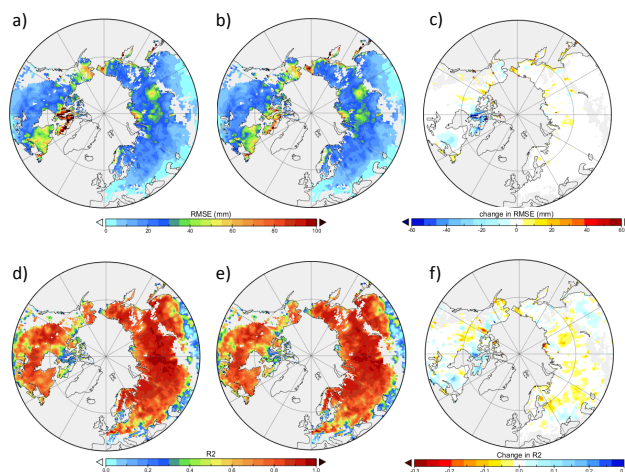 a) b) c)
0 20 40 60 80 100
RMSE (mm)
-60 -40 -20 0 20 40 60
change in RMSE (mm)
d) e) f)
0.0 0.2 0.4 0.6 0.8 1.0
R2
-0.3 -0.2 -0.1 0.0 0.1 0.2
Change in R2